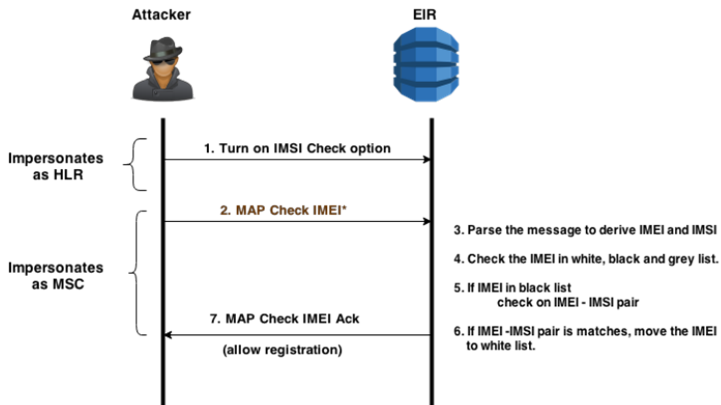 Attacker
EIR
Impersonates
as HLR
1. Turn on IMSI Check option
2. MAP Check IMEI*
Impersonates
as MSC
3. Parse the message to derive IMEI and IMSI
4. Check the IMEI in white, black and grey list.
5. If IMEI in black list
check on IMEI - IMSI pair
6. If IMEI -IMSI pair is matches, move the IMEI
to white list.
7. MAP Check IMEI Ack
(allow registration)